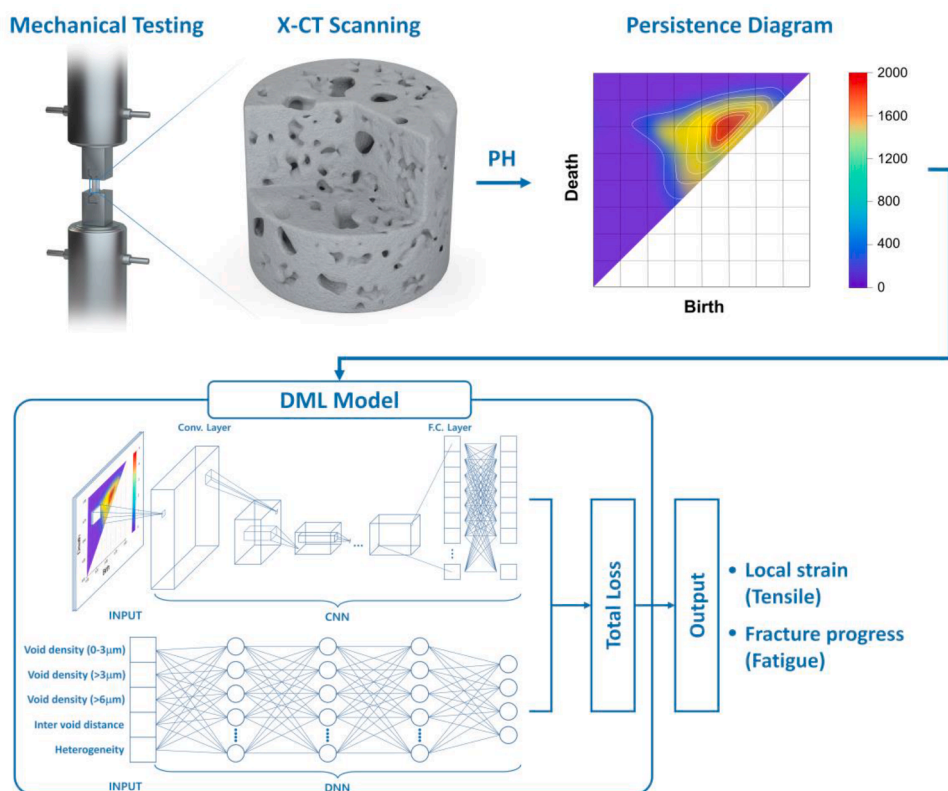 Mechanical Testing
X-CT Scanning
Persistence Diagram
PH
Death
Birth
2000
1600
1200
800
400
0
DML Model
Conv. Layer
F.C. Layer
INPUT
CNN
Void density (0-3μm)
Void density (>3μm)
Void density (>6μm)
Inter void distance
Heterogeneity
INPUT
DNN
Total Loss
Output
• Local strain
(Tensile)
• Fracture progress
(Fatigue)